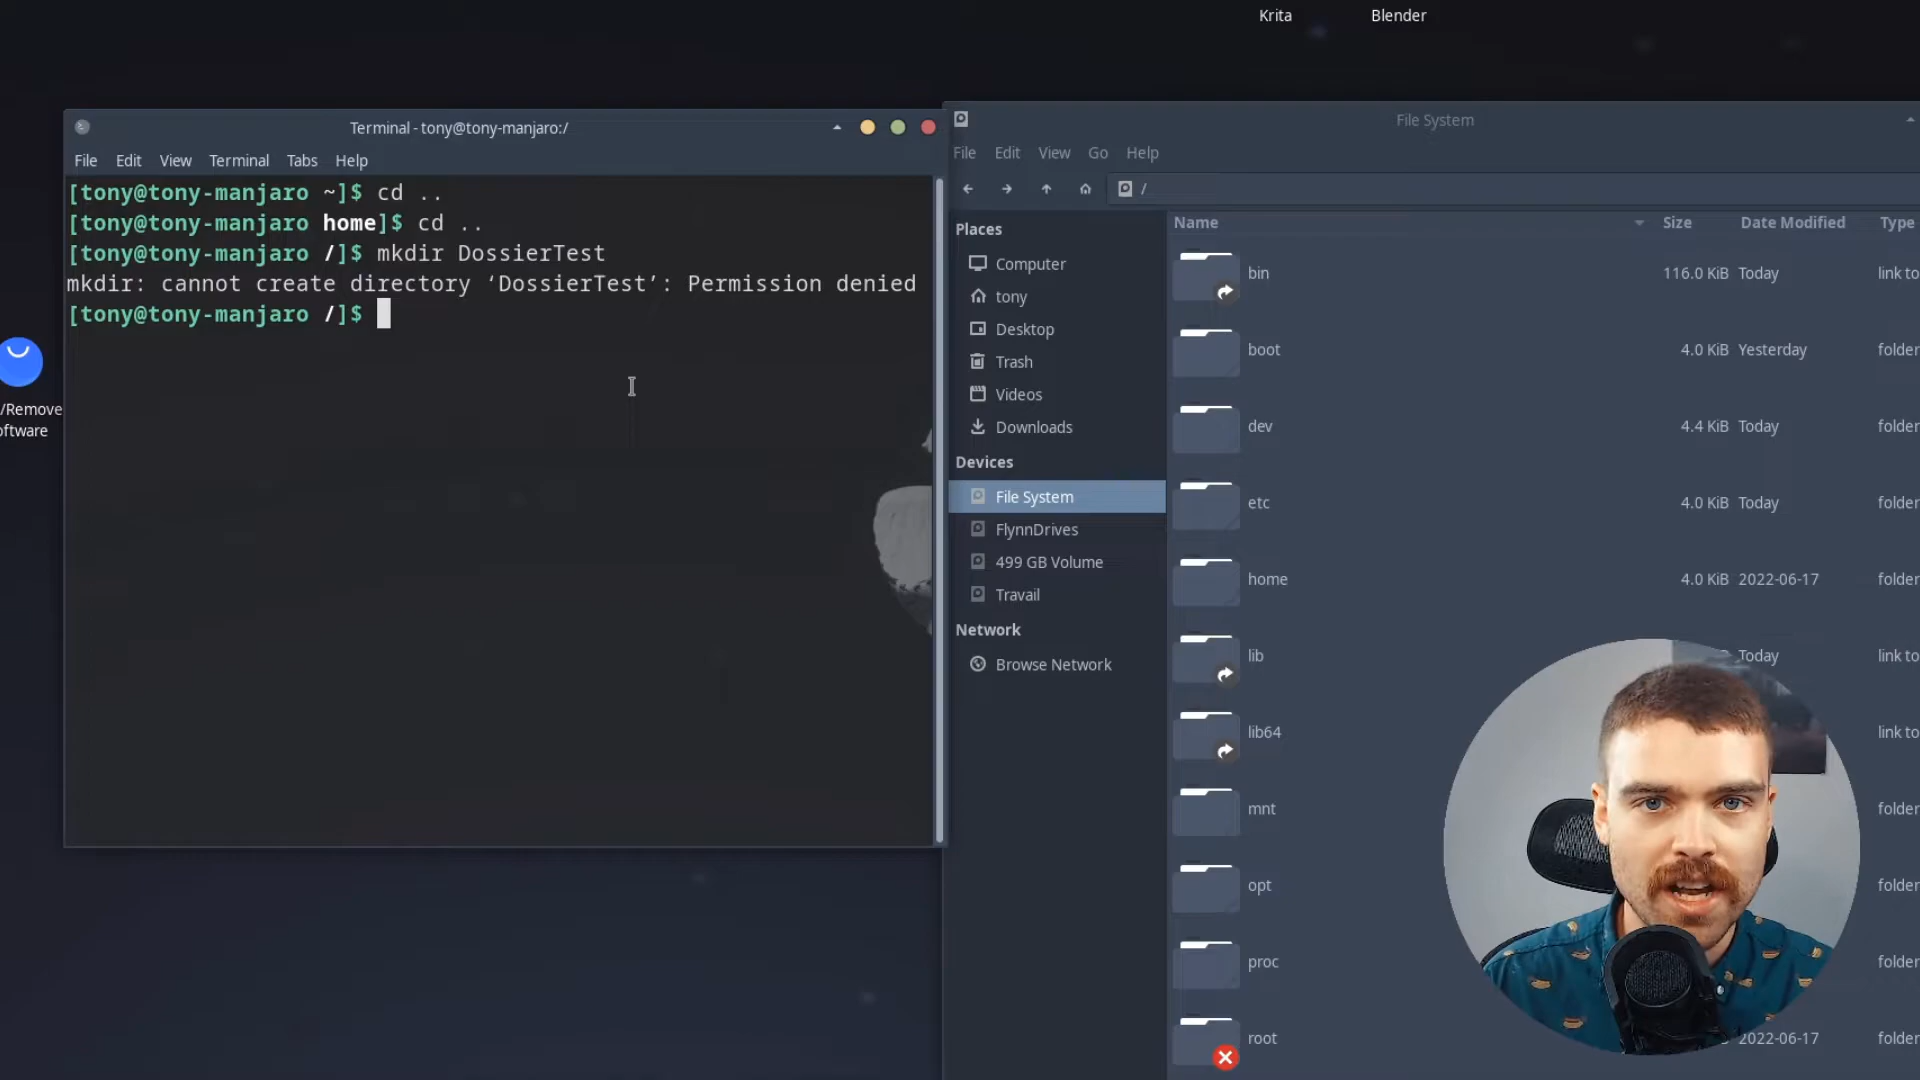 Krita
Blender
/Remove
oftware
Terminal - tony@tony-manjaro:/
File Edit View Terminal Tabs Help
[tony@tony-manjaro ~]$ cd ..
[tony@tony-manjaro home]$ cd ..
[tony@tony-manjaro /]$ mkdir DossierTest
mkdir: cannot create directory ‘DossierTest’: Permission denied
[tony@tony-manjaro /]$
File System
File Edit View Go Help
/
Places
Computer
tony
Desktop
Trash
Videos
Downloads
Devices
File System
FlynnDrives
499 GB Volume
Travail
Network
Browse Network
Name Size Date Modified Type
bin 116.0 KiB Today link to
boot 4.0 KiB Yesterday folder
dev 4.4 KiB Today folder
etc 4.0 KiB Today folder
home 4.0 KiB 2022-06-17 folder
lib Today link to
lib64 link to
mnt folder
opt folder
proc folder
root 2022-06-17 folder